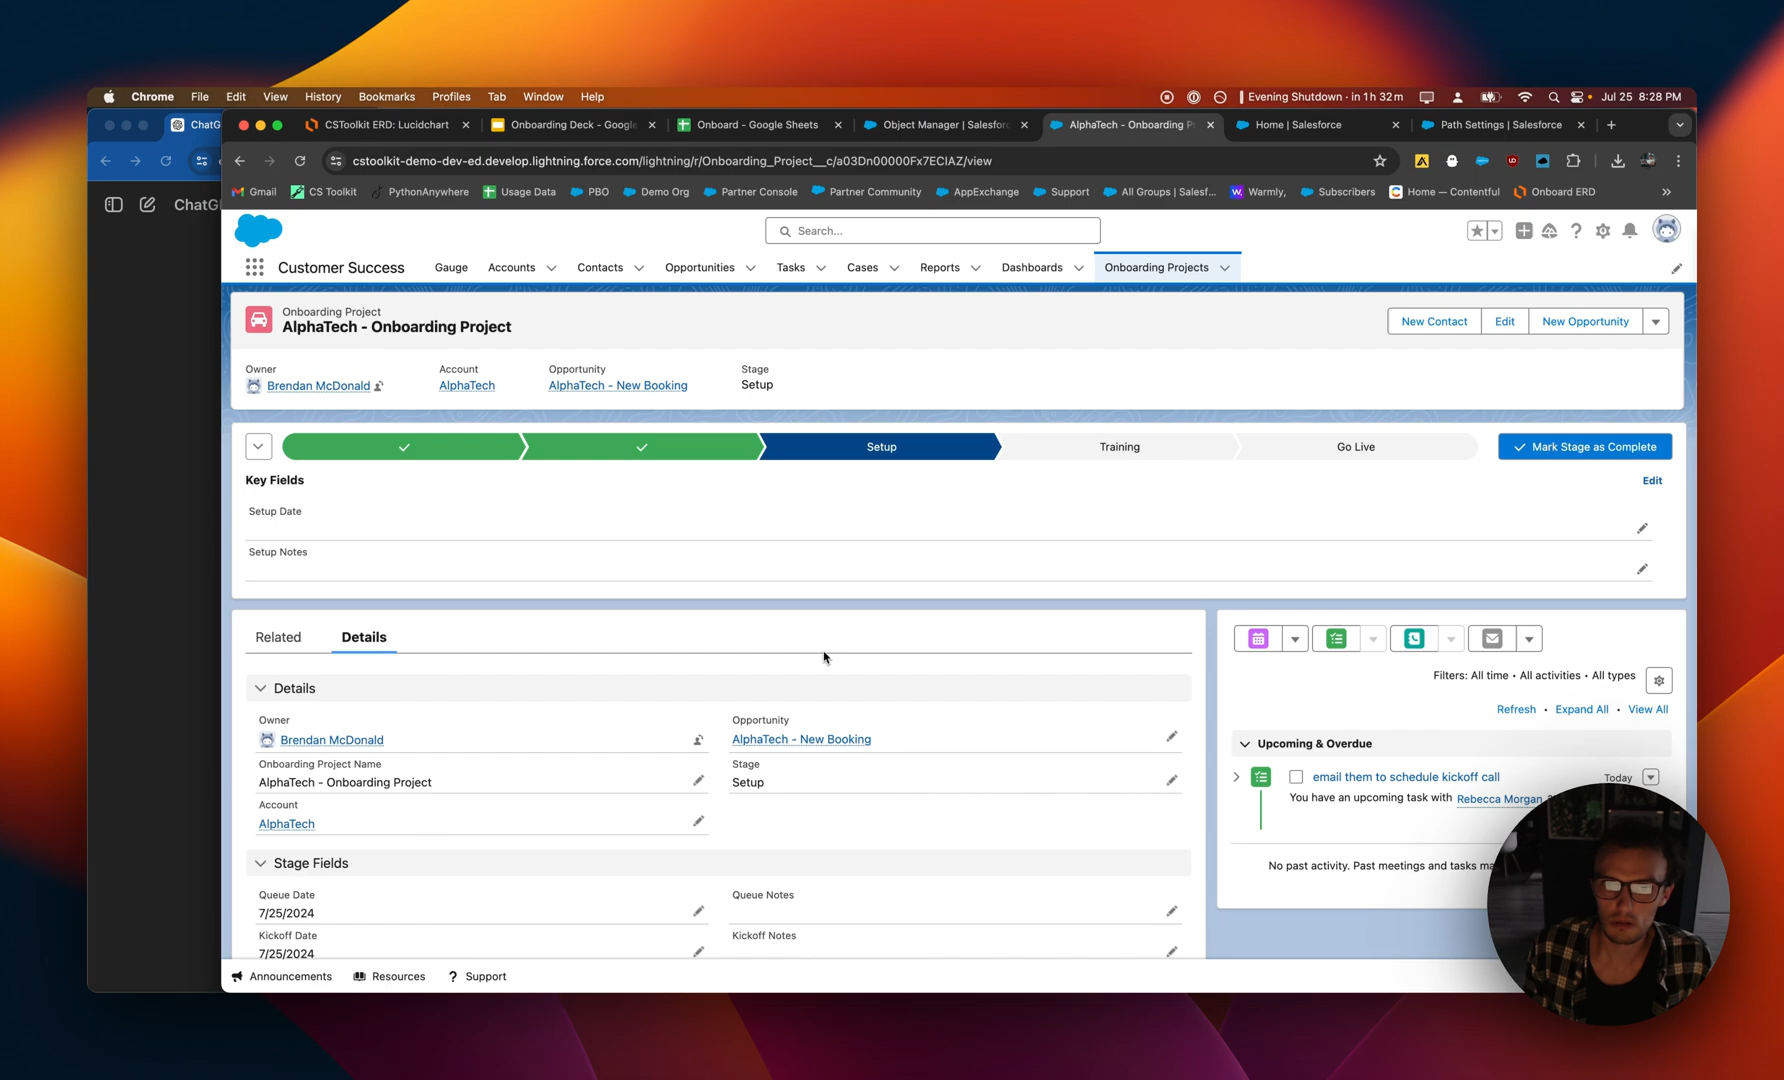 Chrome File Edit View History Bookmarks Profiles Tab Window Help
Evening Shutdown · in 1 h 32 m Jul 25 8:28 PM
ChatG
CSToolkit ERD: Lucidchart
Onboarding Deck - Google
Onboard - Google Sheets
Object Manager | Salesforc
AlphaTech - Onboarding P
Home | Salesforce
Path Settings | Salesforce
cstoolkit-demo-dev-ed.develop.lightning.force.com/lightning/r/Onboarding_Project__c/a03Dn00000Fx7ECIAZ/view
Gmail CS Toolkit PythonAnywhere Usage Data PBO Demo Org Partner Console Partner Community AppExchange Support All Groups | Salesf... Warmly, Subscribers Home — Contentful Onboard ERD
ChatG
Search...
Customer Success Gauge Accounts Contacts Opportunities Tasks Cases Reports Dashboards Onboarding Projects
Onboarding Project
AlphaTech - Onboarding Project
New Contact Edit New Opportunity
Owner Account Opportunity Stage
Brendan McDonald AlphaTech AlphaTech - New Booking Setup
Setup Training Go Live Mark Stage as Complete
Key Fields Edit
Setup Date
Setup Notes
Related Details
Details
Owner
Brendan McDonald
Opportunity
AlphaTech - New Booking
Onboarding Project Name
AlphaTech - Onboarding Project
Stage
Setup
Account
AlphaTech
Stage Fields
Queue Date
7/25/2024
Queue Notes
Kickoff Date
7/25/2024
Kickoff Notes
Filters: All time • All activities • All types
Refresh • Expand All • View All
Upcoming & Overdue
email them to schedule kickoff call Today
You have an upcoming task with Rebecca Morgan
No past activity. Past meetings and tasks ma
Announcements Resources Support